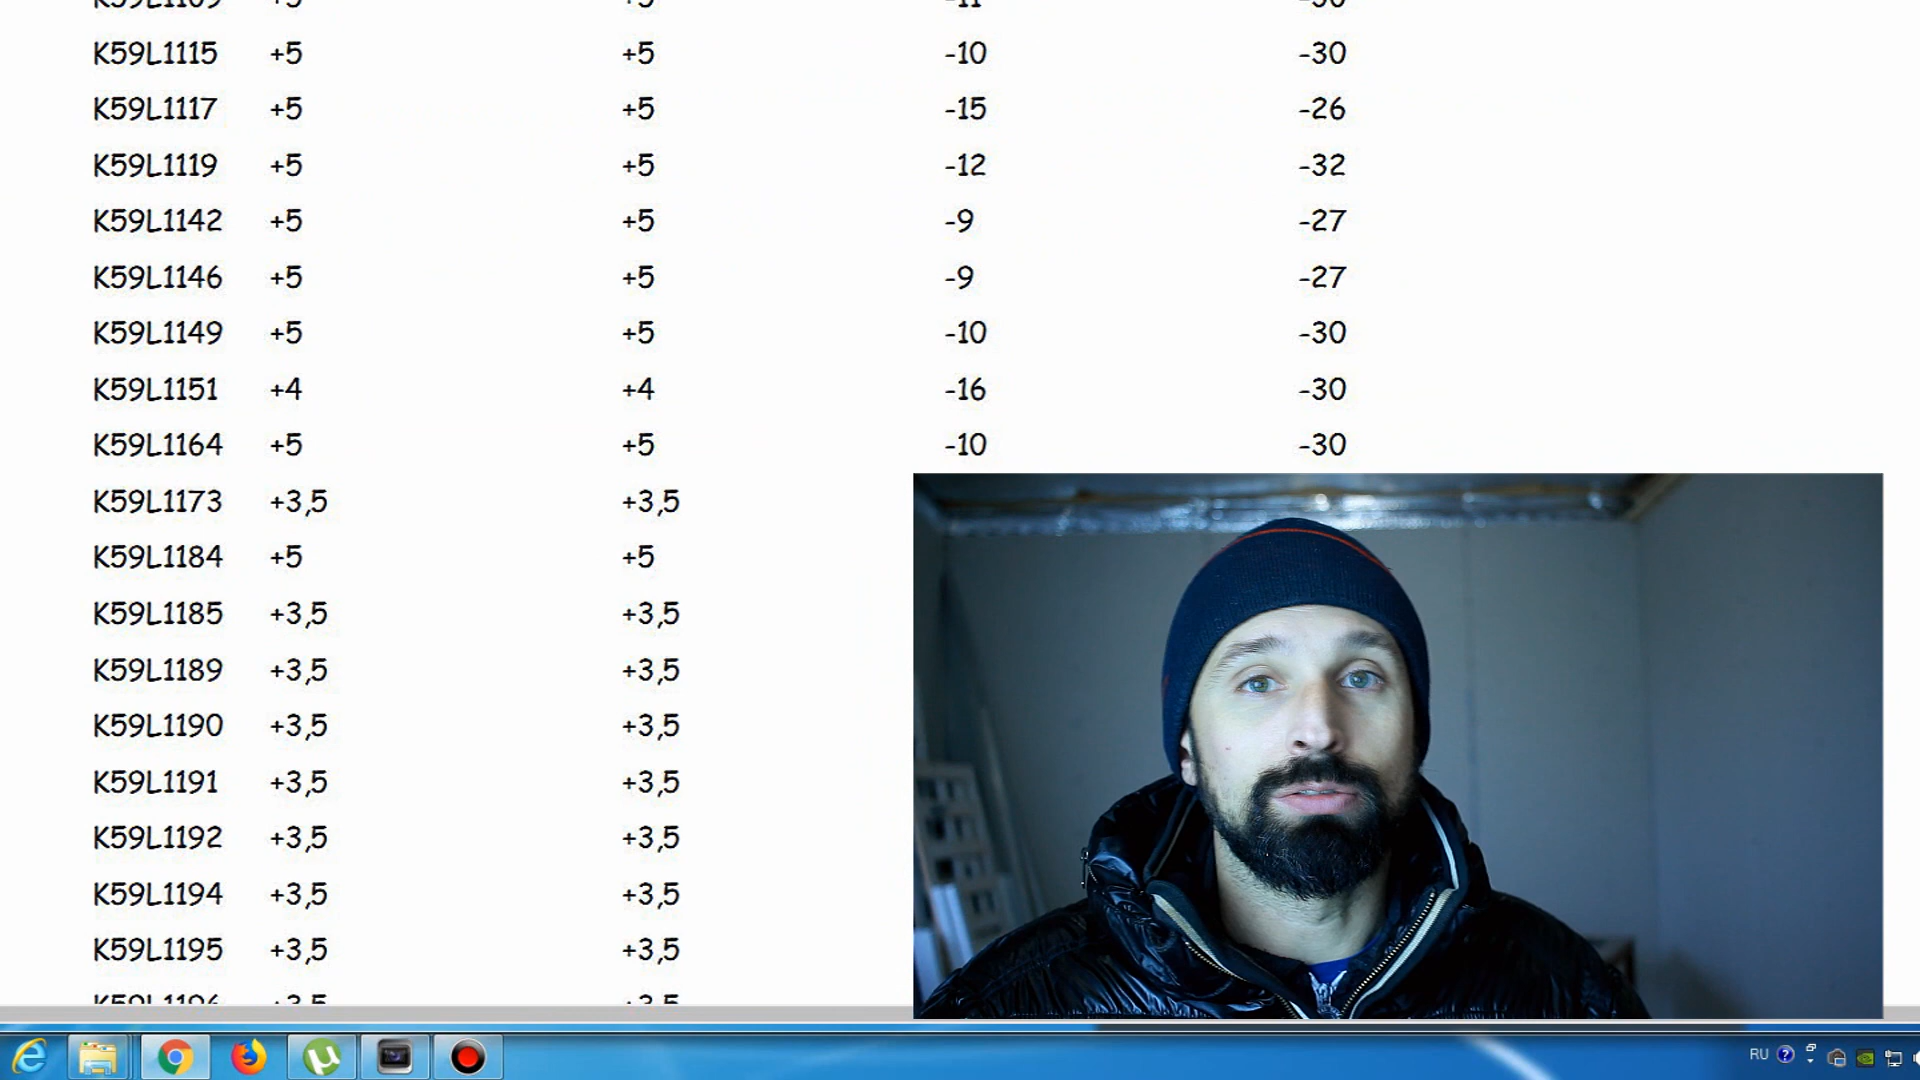 K59L1115 +5 +5 -10 -30
K59L1117 +5 +5 -15 -26
K59L1119 +5 +5 -12 -32
K59L1142 +5 +5 -9 -27
K59L1146 +5 +5 -9 -27
K59L1149 +5 +5 -10 -30
K59L1151 +4 +4 -16 -30
K59L1164 +5 +5 -10 -30
K59L1173 +3,5 +3,5
K59L1184 +5 +5
K59L1185 +3,5 +3,5
K59L1189 +3,5 +3,5
K59L1190 +3,5 +3,5
K59L1191 +3,5 +3,5
K59L1192 +3,5 +3,5
K59L1194 +3,5 +3,5
K59L1195 +3,5 +3,5
RU